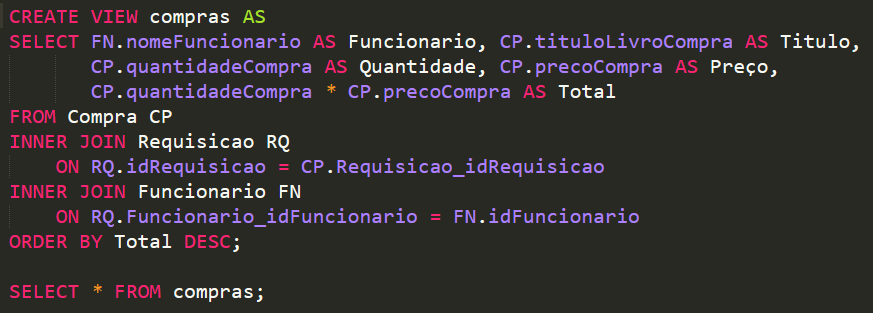 CREATE VIEW compras AS
SELECT FN.nomeFuncionario AS Funcionario, CP.tituloLivroCompra AS Titulo,
       CP.quantidadeCompra AS Quantidade, CP.precoCompra AS Preço,
       CP.quantidadeCompra * CP.precoCompra AS Total
FROM Compra CP
INNER JOIN Requisicao RQ
    ON RQ.idRequisicao = CP.Requisicao_idRequisicao
INNER JOIN Funcionario FN
    ON RQ.Funcionario_idFuncionario = FN.idFuncionario
ORDER BY Total DESC;

SELECT * FROM compras;